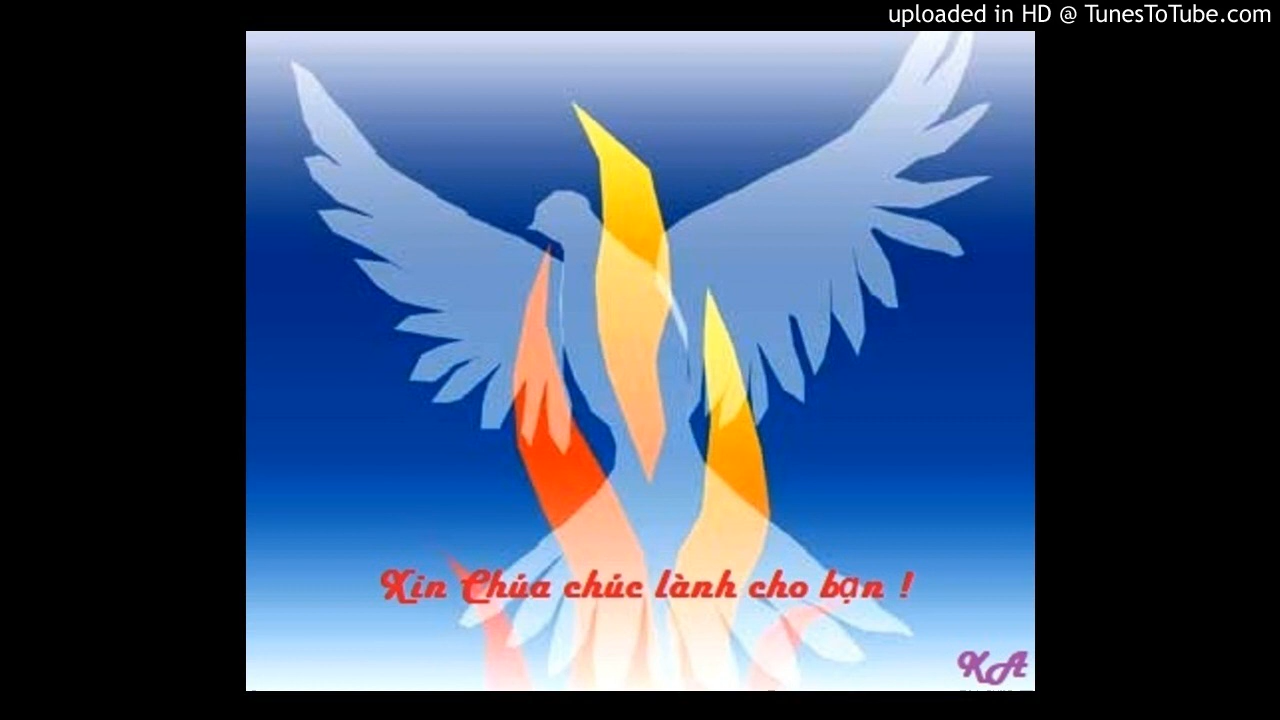 uploaded in HD @ TunesToTube.com
Xin Chúa chúc lành cho bạn !
KA